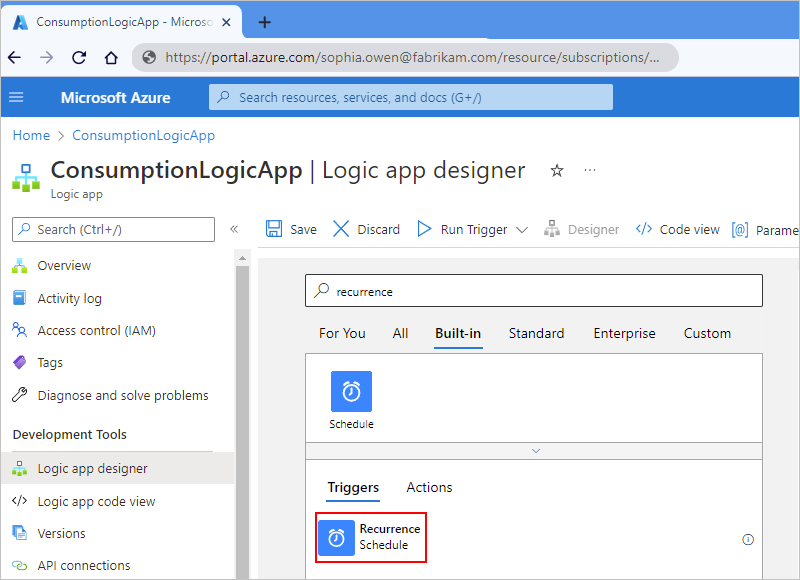 ConsumptionLogicApp - Microso
https://portal.azure.com/sophia.owen@fabrikam.com/resource/subscriptions/...
Microsoft Azure
Search resources, services, and docs (G+/)
Home > ConsumptionLogicApp
ConsumptionLogicApp | Logic app designer
Logic app
Search (Ctrl+/)
Save Discard Run Trigger Designer Code view Parame
Overview
Activity log
Access control (IAM)
Tags
Diagnose and solve problems
Development Tools
Logic app designer
Logic app code view
Versions
API connections
recurrence
For You All Built-in Standard Enterprise Custom
Schedule
Triggers Actions
Recurrence
Schedule